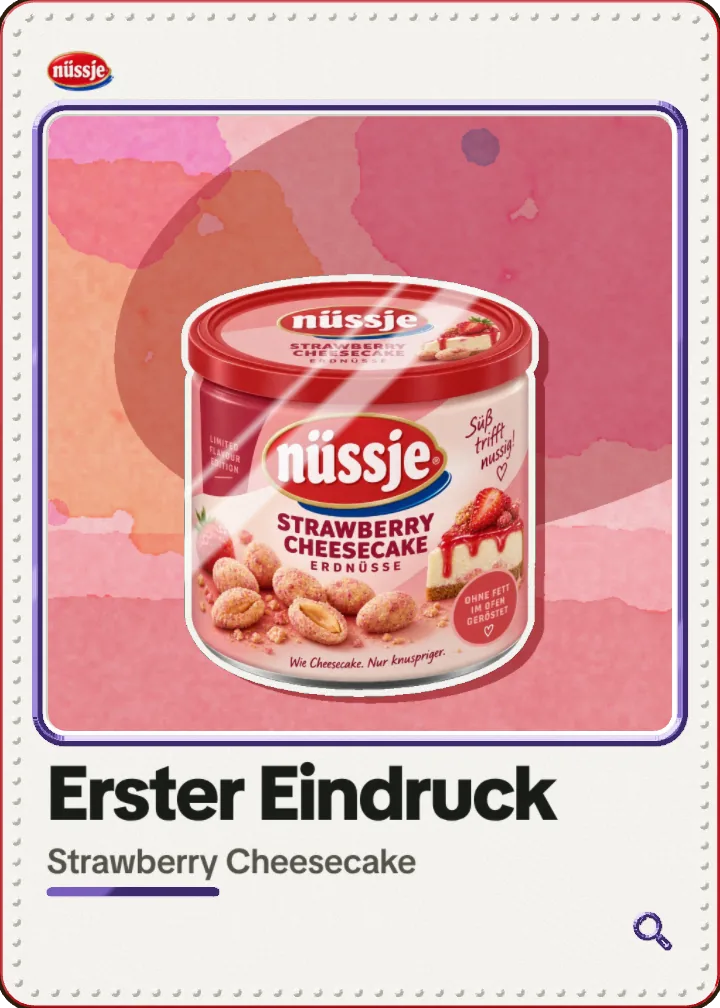 nüssje
nüssje
STRAWBERRY
CHEESECAKE
ERDNÜSSE
LIMITED
FLAVOUR
EDITION
nüssje®
Süß
trifft
nussig!
STRAWBERRY
CHEESECAKE
ERDNÜSSE
OHNE FETT
IM OFEN
GERÖSTET
Wie Cheesecake. Nur knuspriger.
Erster Eindruck
Strawberry Cheesecake